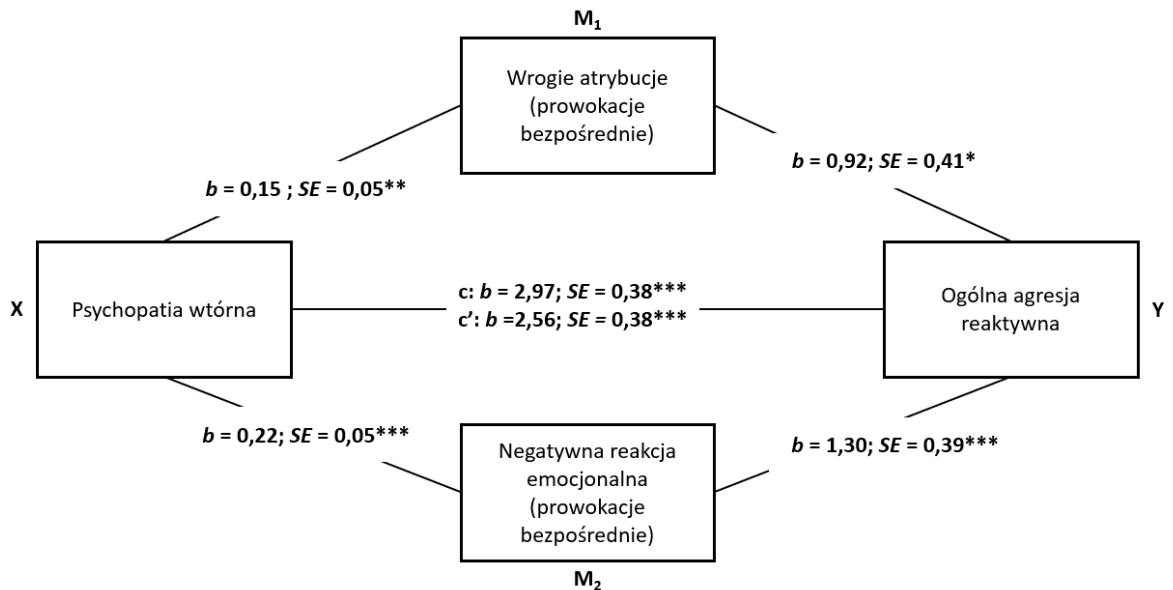 M₁
Wrogie atrybucje
(prowokacje
bezpośrednie)
b = 0,15 ; SE = 0,05**
b = 0,92; SE = 0,41*
X
Psychopatia wtórna
c: b = 2,97; SE = 0,38***
c’: b =2,56; SE = 0,38***
Ogólna agresja
reaktywna
Y
b = 0,22; SE = 0,05***
b = 1,30; SE = 0,39***
Negatywna reakcja
emocjonalna
(prowokacje
bezpośrednie)
M₂